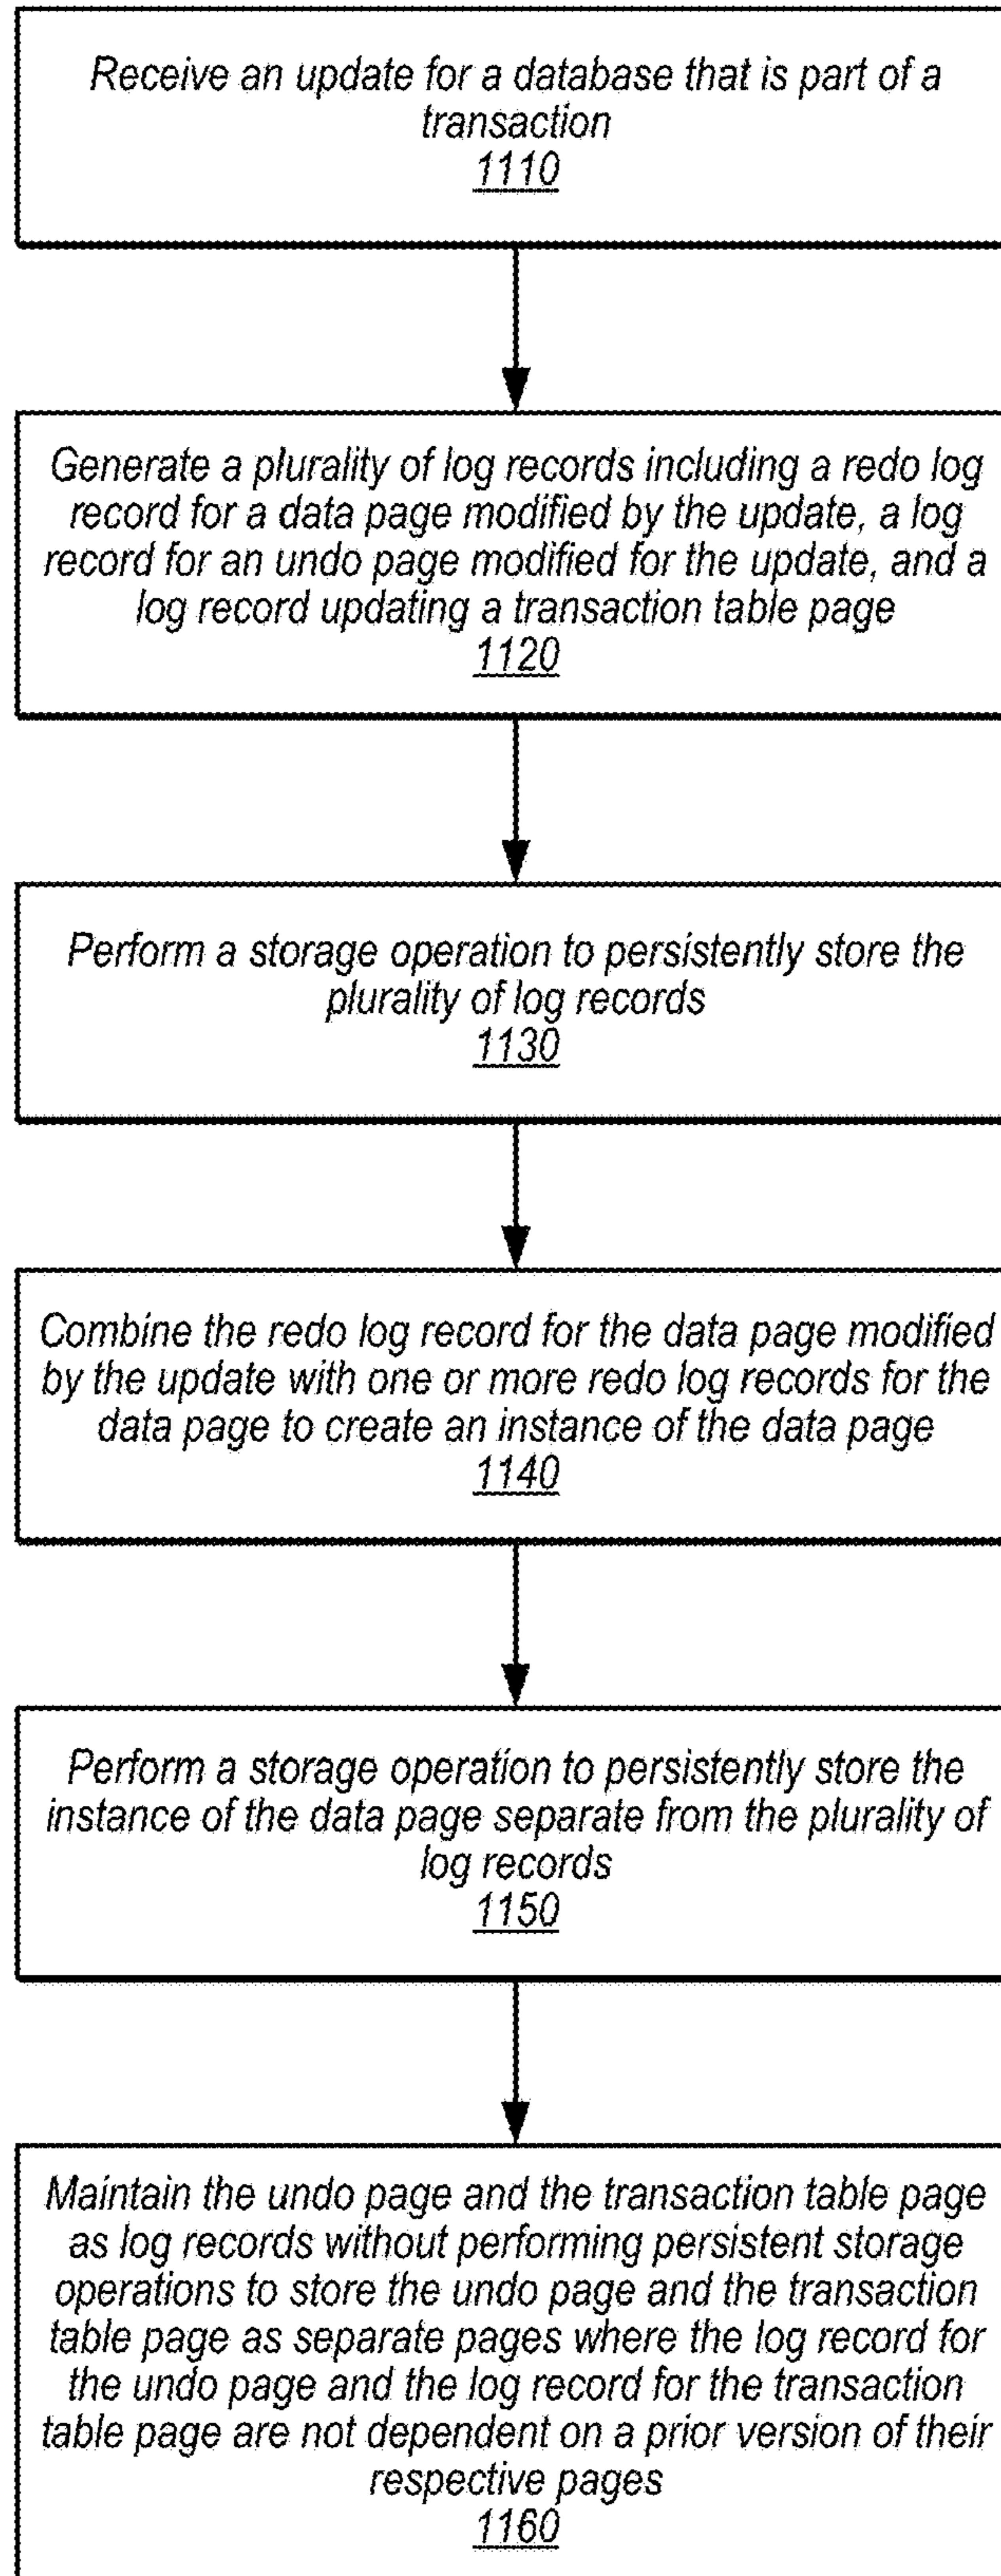 Receive an update for a database that is part of a
transaction
1110
Generate a plurality of log records including a redo log
record for a data page modified by the update, a log
record for an undo page modified for the update, and a
log record updating a transaction table page
1120
Perform a storage operation to persistently store the
plurality of log records
1130
Combine the redo log record for the data page modified
by the update with one or more redo log records for the
data page to create an instance of the data page
1140
Perform a storage operation to persistently store the
instance of the data page separate from the plurality of
log records
1150
Maintain the undo page and the transaction table page
as log records without performing persistent storage
operations to store the undo page and the transaction
table page as separate pages where the log record for
the undo page and the log record for the transaction
table page are not dependent on a prior version of their
respective pages
1160